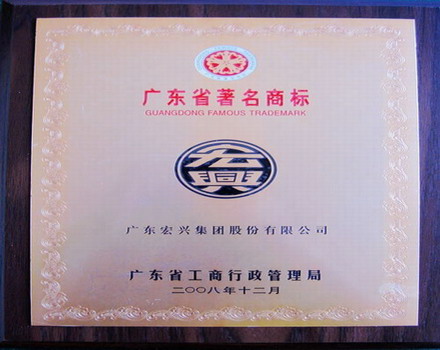 广东省著名商标
GUANGDONG FAMOUS TRADEMARK
宏
興
广东宏兴集团股份有限公司
广东省工商行政管理局
二〇〇八年十二月